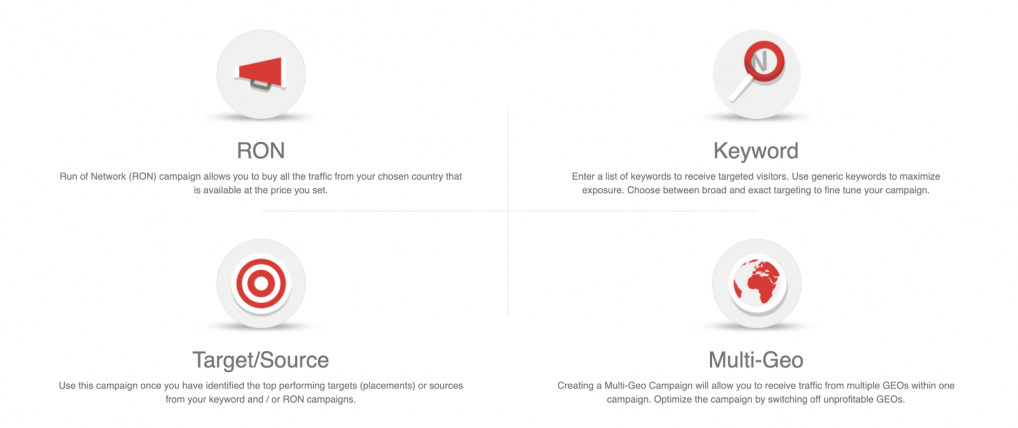 N
RON
Run of Network (RON) campaign allows you to buy all the traffic from your chosen country that
is available at the price you set.
Keyword
Enter a list of keywords to receive targeted visitors. Use generic keywords to maximize
exposure. Choose between broad and exact targeting to fine tune your campaign.
Target/Source
Use this campaign once you have identified the top performing targets (placements) or sources
from your keyword and / or RON campaigns.
Multi-Geo
Creating a Multi-Geo Campaign will allow you to receive traffic from multiple GEOs within one
campaign. Optimize the campaign by switching off unprofitable GEOs.